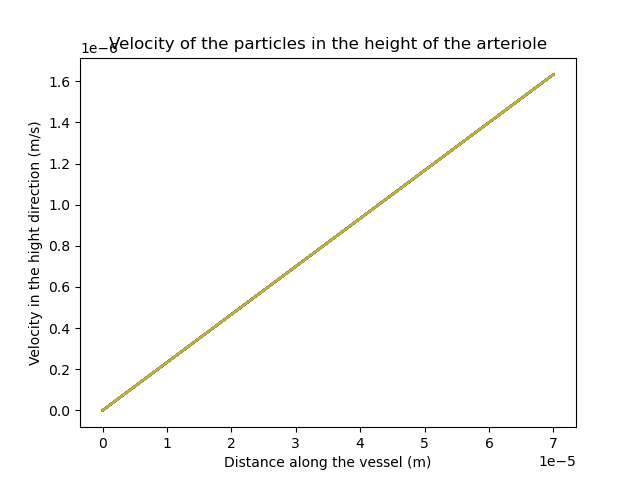 Velocity of the particles in the height of the arteriole
1e−6
1.6
1.4
1.2
1.0
0.8
0.6
0.4
0.2
0.0
Velocity in the hight direction (m/s)
0 1 2 3 4 5 6 7
1e−5
Distance along the vessel (m)